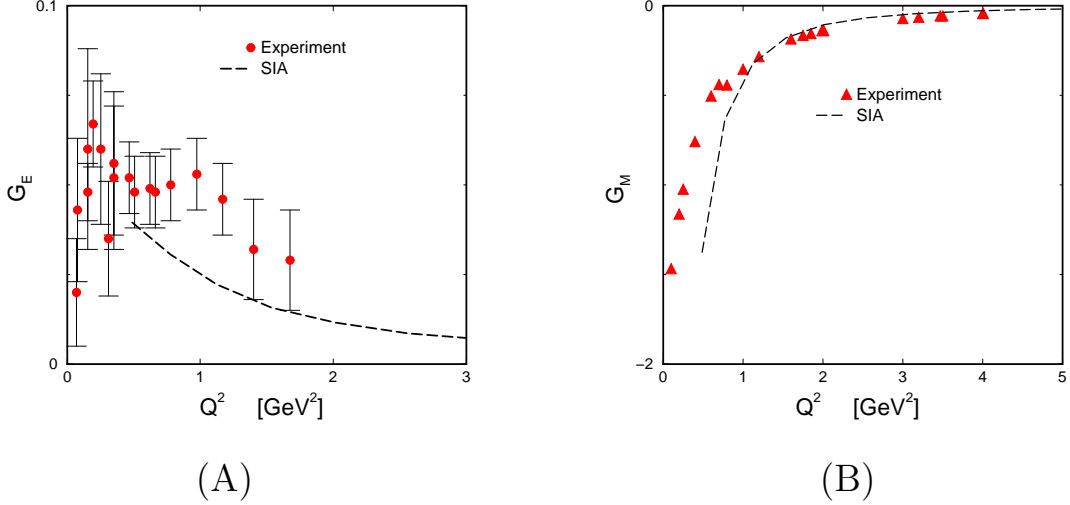 0.1
G_E
Experiment
SIA
0
0 1 2 3
Q^2 [GeV^2]
(A)
0
G_M
Experiment
SIA
−2
0 1 2 3 4 5
Q^2 [GeV^2]
(B)